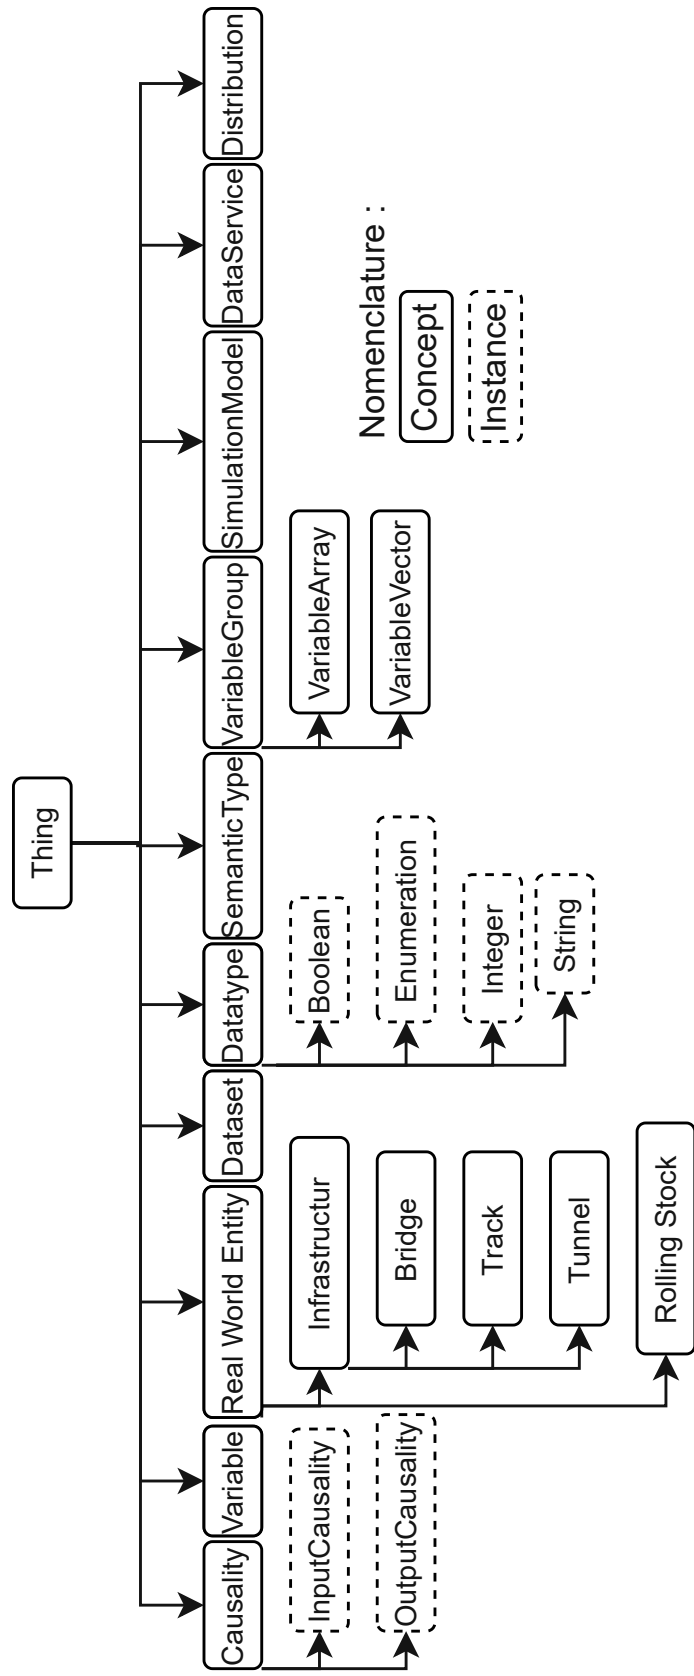 Thing
Causality
Variable
Real World Entity
Dataset
Datatype
SemanticType
VariableGroup
SimulationModel
DataService
Distribution
InputCausality
OutputCausality
Infrastructur
Bridge
Track
Tunnel
Rolling Stock
Boolean
Enumeration
Integer
String
VariableArray
VariableVector
Nomenclature :
Concept
Instance